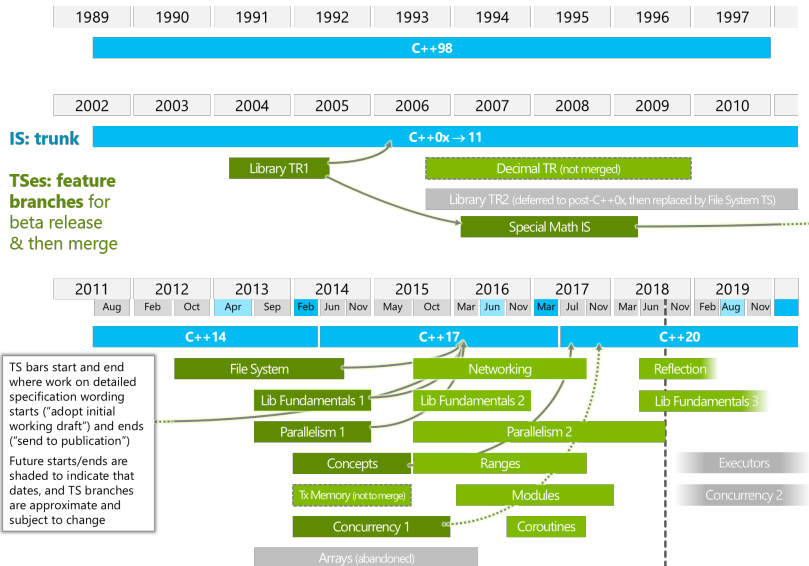 1989 1990 1991 1992 1993 1994 1995 1996 1997
C++98
2002 2003 2004 2005 2006 2007 2008 2009 2010
IS: trunk
C++0x → 11
Library TR1
Decimal TR (not merged)
TSes: feature
branches for
beta release
& then merge
Library TR2 (deferred to post-C++0x, then replaced by File System TS)
Special Math IS
2011 2012 2013 2014 2015 2016 2017 2018 2019
Aug Feb Oct Apr Sep Feb Jun Nov May Oct Mar Jun Nov Mar Jul Nov Mar Jun Nov Feb Aug Nov
C++14 C++17 C++20
TS bars start and end
where work on detailed
specification wording
starts ("adopt initial
working draft") and ends
("send to publication")
Future starts/ends are
shaded to indicate that
dates, and TS branches
are approximate and
subject to change
File System Networking Reflection
Lib Fundamentals 1 Lib Fundamentals 2 Lib Fundamentals 3
Parallelism 1 Parallelism 2
Concepts Ranges Executors
Tx Memory (not to merge) Modules Concurrency 2
Concurrency 1 Coroutines
Arrays (abandoned)